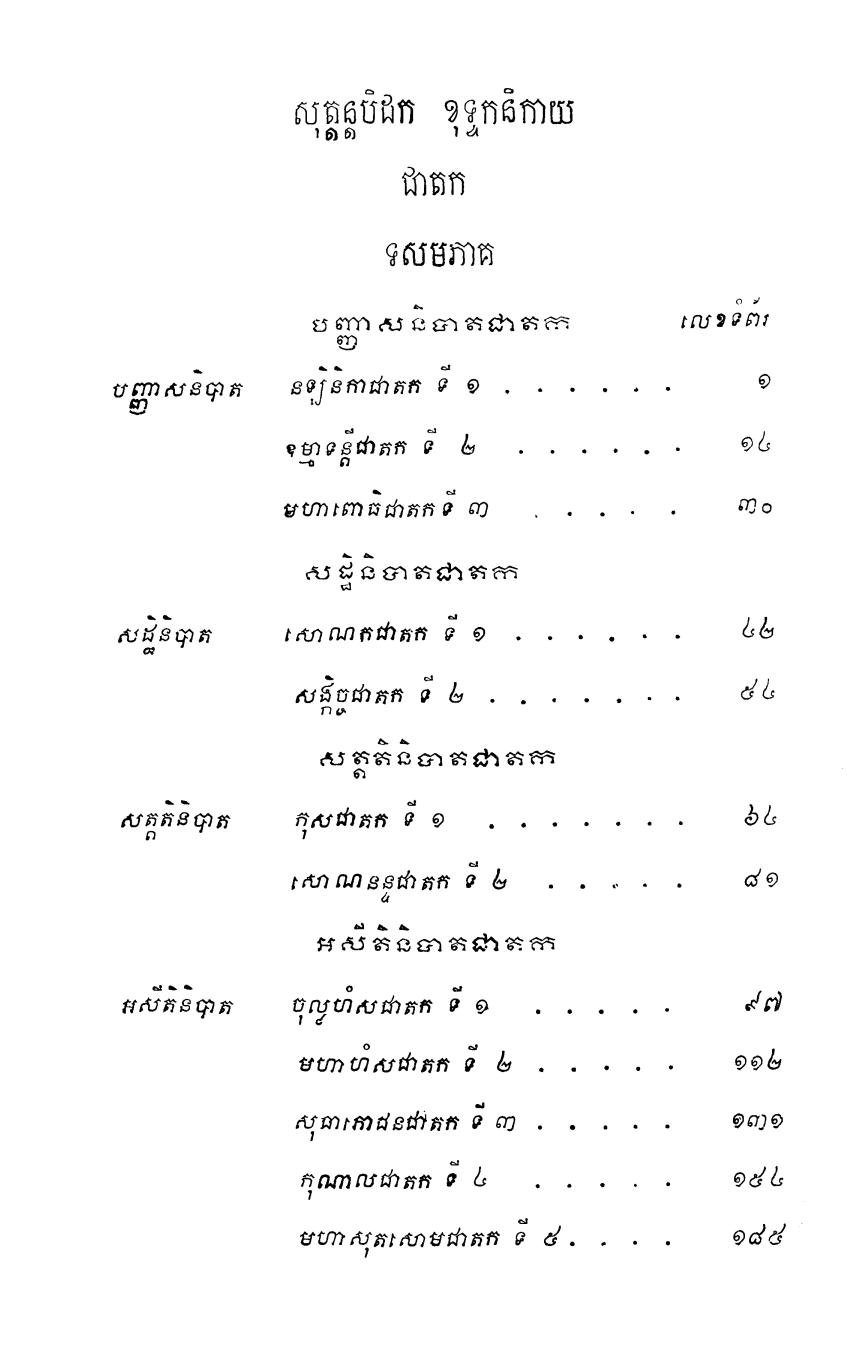 សុត្តន្តបិដក ខុទ្ទកនិកាយ
ជាតក
ទសមភាគ
បញ្ញាសនិបាតជាតក លេខទំព័រ
បញ្ញាសនិបាត នឡិនិកាជាតក ទី ១ . . . . . . ១
ឧម្មាទន្តីជាតក ទី ២ . . . . . . ១៤
មហាពោធិជាតកទី ៣ . . . . . ៣០
សដ្ឋិនិបាតជាតក
សដ្ឋិនិបាត សោណកជាតក ទី ១ . . . . . . ៤២
សង្កិច្ចជាតក ទី ២ . . . . . . . ៥៤
សត្តតិនិបាតជាតក
សត្តតិនិបាត កុសជាតក ទី ១ . . . . . . . ៦៤
សោណនន្ទជាតក ទី ២ . . . . . ៨១
អសីតិនិបាតជាតក
អសីតិនិបាត ចុល្លហំសជាតក ទី ១ . . . . . ៩៧
មហាហំសជាតក ទី ២ . . . . . ១១២
សុធាភោជនជាតក ទី ៣ . . . . . ១៣១
កុណាលជាតក ទី ៤ . . . . . ១៥៤
មហាសុតសោមជាតក ទី ៥ . . . . ១៨៥